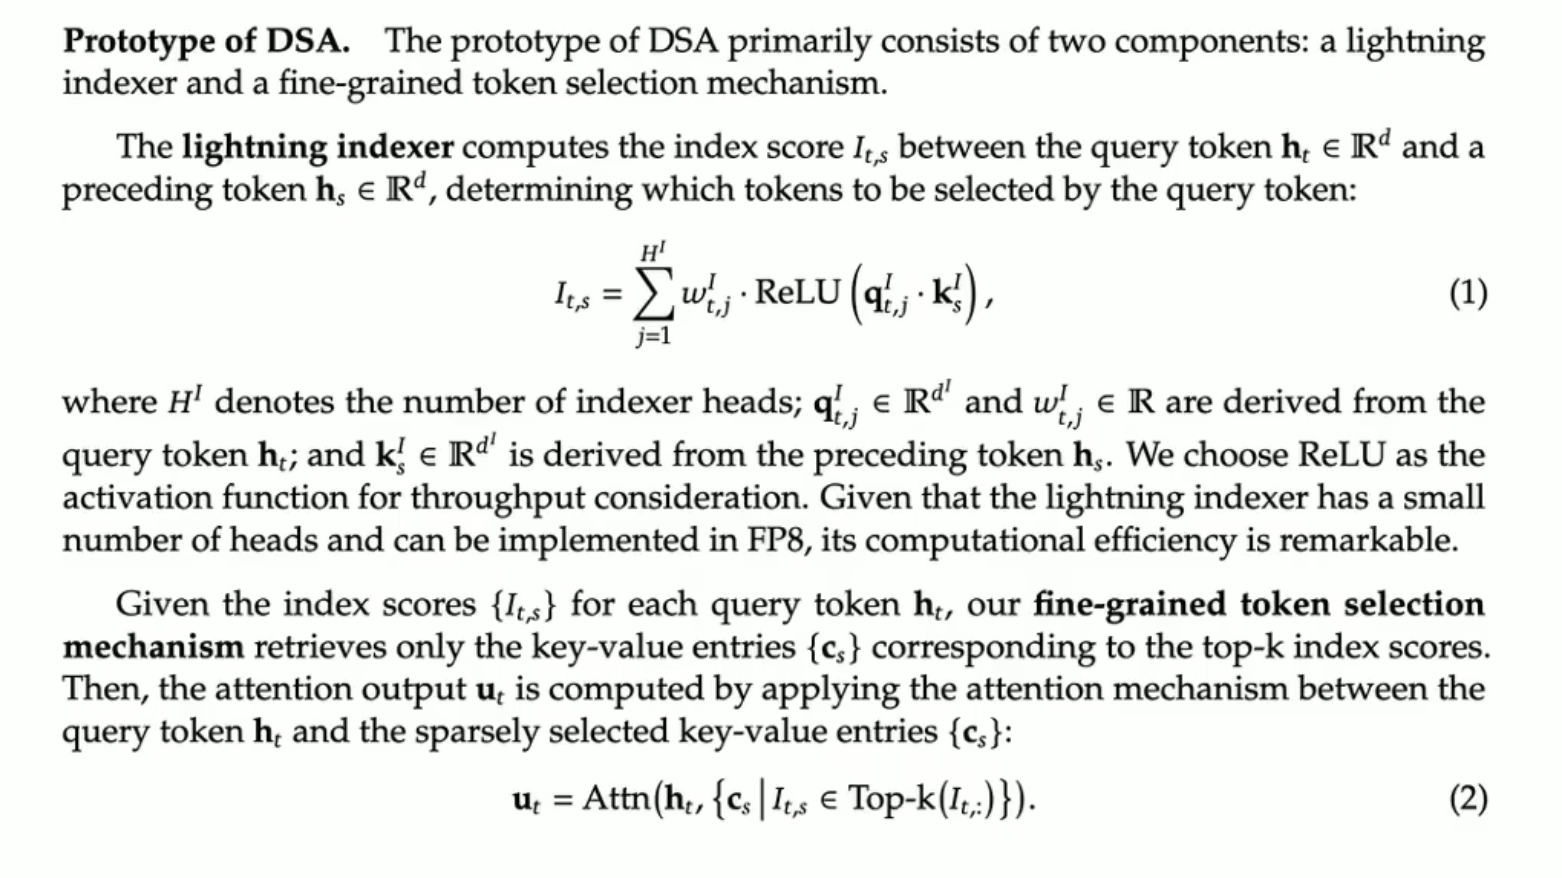 Prototype of DSA. The prototype of DSA primarily consists of two components: a lightning
indexer and a fine-grained token selection mechanism.
The lightning indexer computes the index score I_{t,s} between the query token h_t ∈ ℝ^d and a
preceding token h_s ∈ ℝ^d, determining which tokens to be selected by the query token:
I_{t,s} = \sum_{j=1}^{H^I} w^I_{t,j} · ReLU (q^I_{t,j} · k^I_s), (1)
where H^I denotes the number of indexer heads; q^I_{t,j} ∈ ℝ^{d^I} and w^I_{t,j} ∈ ℝ are derived from the
query token h_t; and k^I_s ∈ ℝ^{d^I} is derived from the preceding token h_s. We choose ReLU as the
activation function for throughput consideration. Given that the lightning indexer has a small
number of heads and can be implemented in FP8, its computational efficiency is remarkable.
Given the index scores {I_{t,s}} for each query token h_t, our fine-grained token selection
mechanism retrieves only the key-value entries {c_s} corresponding to the top-k index scores.
Then, the attention output u_t is computed by applying the attention mechanism between the
query token h_t and the sparsely selected key-value entries {c_s}:
u_t = Attn(h_t, {c_s | I_{t,s} ∈ Top-k(I_{t,:})}). (2)